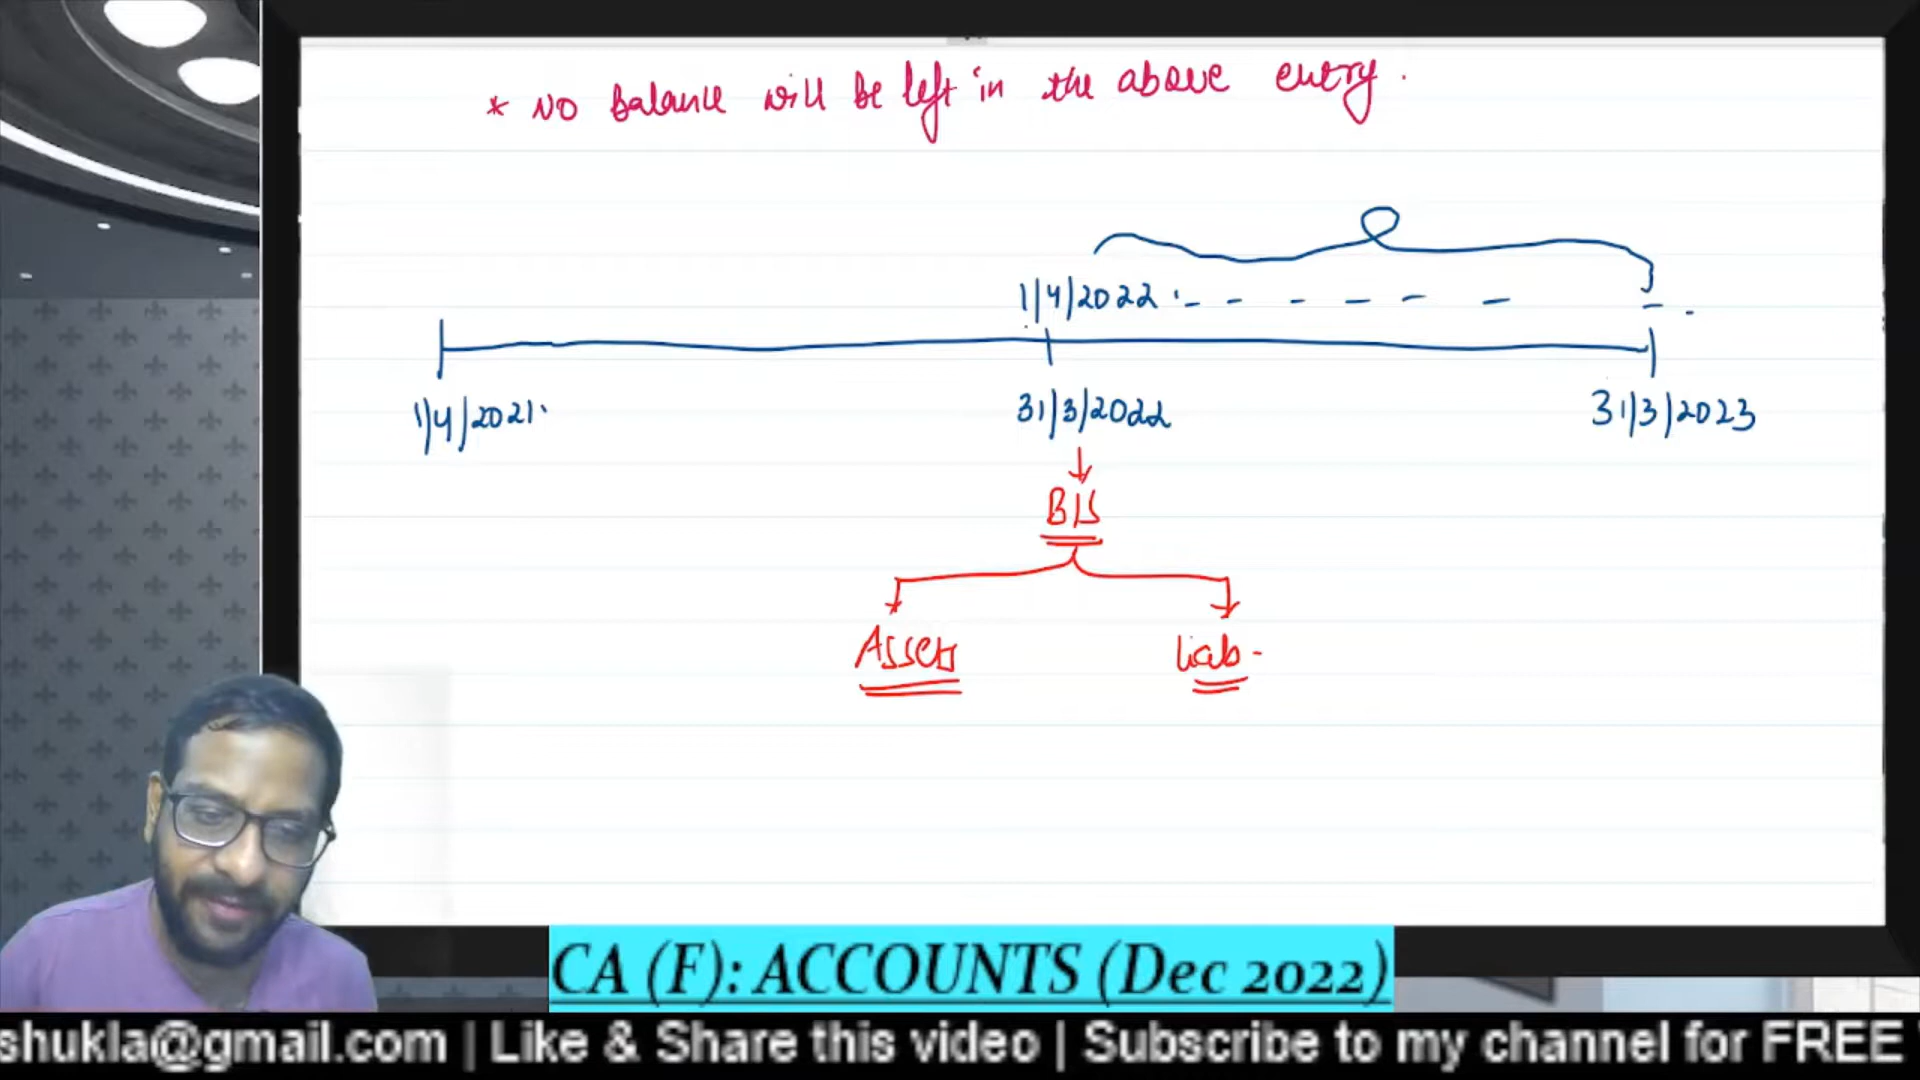 * No Balance will be left in the above entry.
1/4/2022
1/4/2021
31/3/2022
31/3/2023
B/S
Assets
Liab.
CA (F): ACCOUNTS (Dec 2022)
shukla@gmail.com | Like & Share this video | Subscribe to my channel for FREE